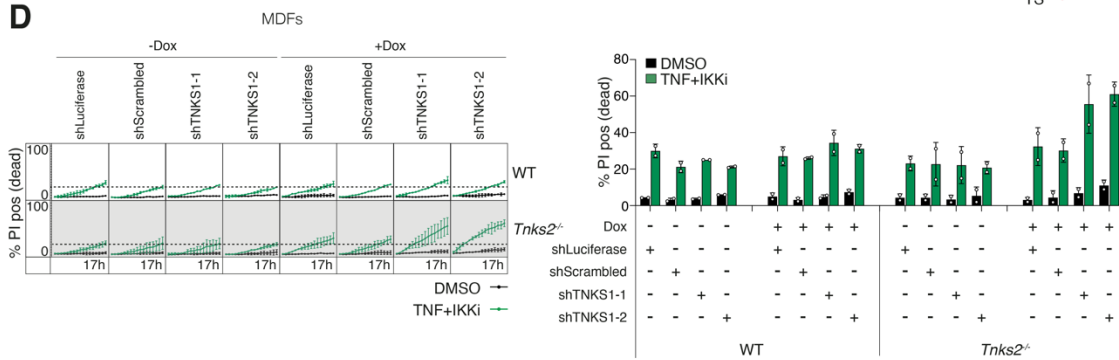 D
MDFs
-Dox
+Dox
shLuciferase
shScrambled
shTNKS1-1
shTNKS1-2
shLuciferase
shScrambled
shTNKS1-1
shTNKS1-2
% PI pos (dead)
100
0
100
0
WT
Tnks2-/-
17h 17h 17h 17h 17h 17h 17h 17h
DMSO
TNF+IKKi
% PI pos (dead)
80
60
40
20
0
DMSO
TNF+IKKi
Dox - - - - + + + + - - - - + + + +
shLuciferase + - - - + - - - + - - - + - - -
shScrambled - + - - - + - - - + - - - + - -
shTNKS1-1 - - + - - - + - - - + - - - + -
shTNKS1-2 - - - + - - - + - - - + - - - +
WT
Tnks2-/-